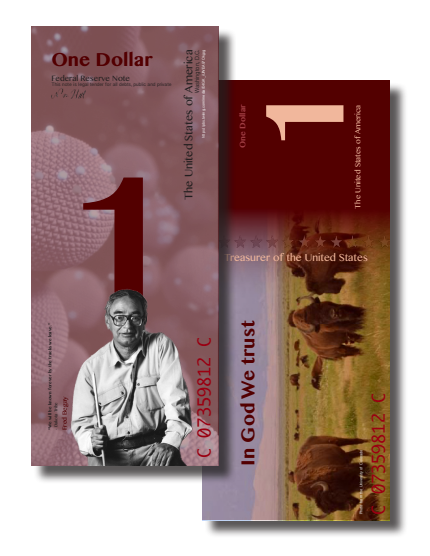 One Dollar
Federal Reserve Note
This note is legal tender for all debts, public and private
The United States of America
Washington, D.C.
1
C 07359812 C
One Dollar
1
The United States of America
Treasurer of the United States
In God We trust
C 07359812 C